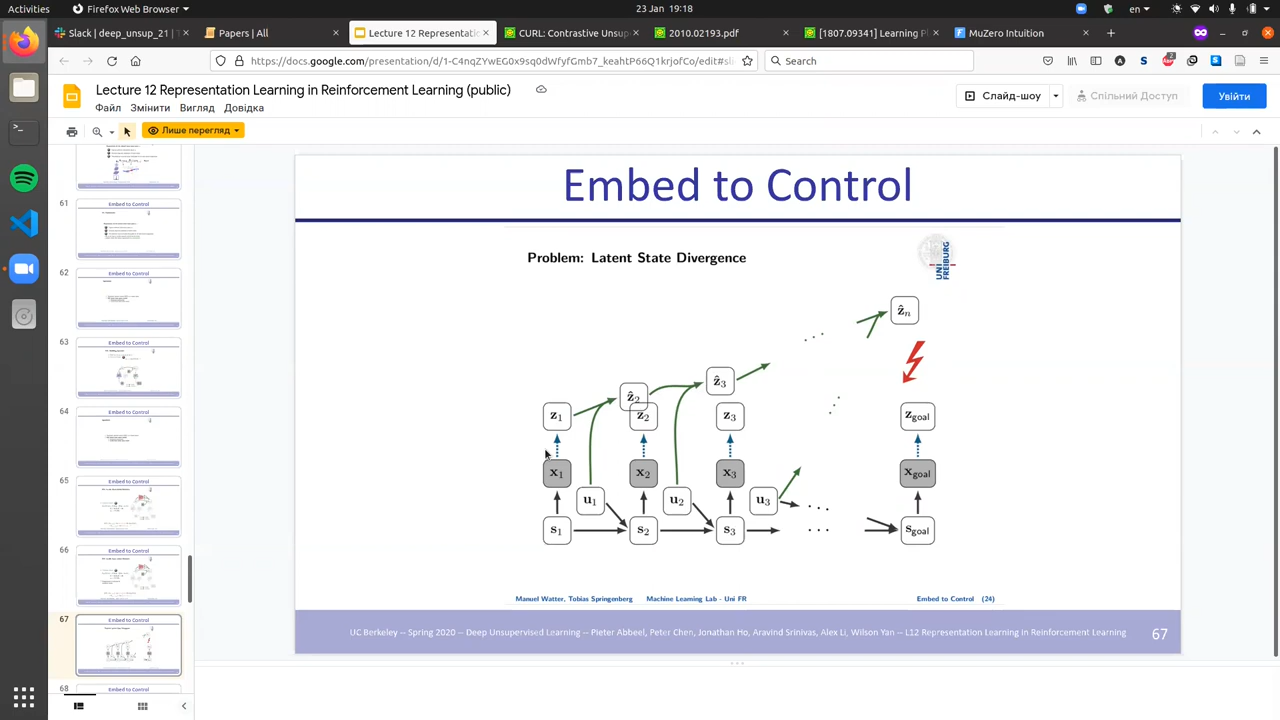 Activities
Firefox Web Browser
23 Jan 19:18
en
Slack | deep_unsup_21 | T
Papers | All
Lecture 12 Representati
CURL: Contrastive Unsup
2010.02302.pdf
[1807.09341] Learning Pl
MuZero Intuition
https://docs.google.com/presentation/d/1-C4nqZYwEG0x9sq0dWfyfGmb7_keahtP66Q1krjofCo/edit#sli
Search
Lecture 12 Representation Learning in Reinforcement Learning (public)
Файл Змінити Вигляд Довідка
Слайд-шоу
Спільний Доступ
Увійти
Лише перегляд
61
Embed to Control
62
Embed to Control
63
Embed to Control
64
Embed to Control
65
Embed to Control
66
Embed to Control
67
Embed to Control
68
Embed to Control
Embed to Control
Problem: Latent State Divergence
UNI
FREIBURG
ẑn
ẑ3
ẑ2
z1 z2 z3 zgoal
x1 x2 x3 xgoal
u1 u2 u3
s1 s2 s3 sgoal
Manuel Watter, Tobias Springenberg Machine Learning Lab - Uni FR Embed to Control (24)
UC Berkeley -- Spring 2020 -- Deep Unsupervised Learning -- Pieter Abbeel, Peter Chen, Jonathan Ho, Aravind Srinivas, Alex Li, Wilson Yan -- L12 Representation Learning in Reinforcement Learning
67